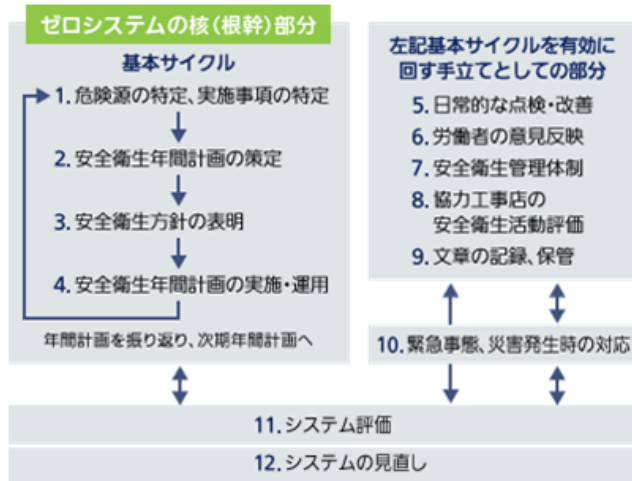 ゼロシステムの核(根幹)部分
基本サイクル
1. 危険源の特定、実施事項の特定
2. 安全衛生年間計画の策定
3. 安全衛生方針の表明
4. 安全衛生年間計画の実施・運用
年間計画を振り返り、次期年間計画へ
左記基本サイクルを有効に
回す手立てとしての部分
5. 日常的な点検・改善
6. 労働者の意見反映
7. 安全衛生管理体制
8. 協力工事店の
安全衛生活動評価
9. 文章の記録、保管
10. 緊急事態、災害発生時の対応
11. システム評価
12. システムの見直し